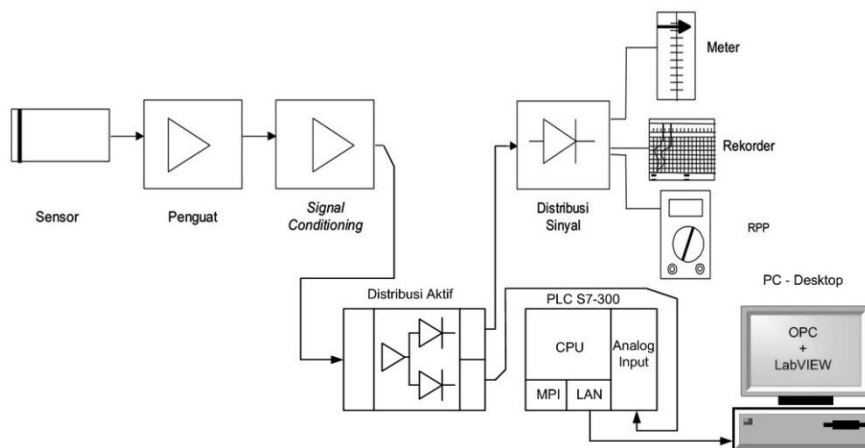 Meter
Rekorder
Sensor
Penguat
Signal
Conditioning
Distribusi
Sinyal
RPP
PC - Desktop
Distribusi Aktif
PLC S7-300
CPU
Analog
Input
MPI
LAN
OPC
+
LabVIEW